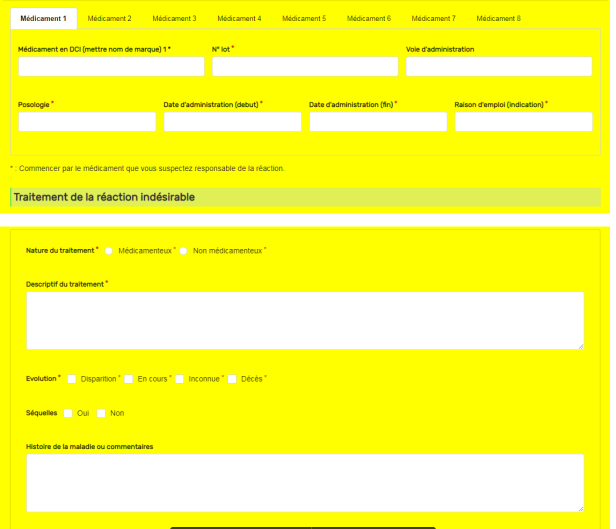 Médicament 1 Médicament 2 Médicament 3 Médicament 4 Médicament 5 Médicament 6 Médicament 7 Médicament 8
Médicament en DCI (mettre nom de marque) 1 * N° lot * Voie d'administration
Posologie * Date d'administration (debut) * Date d'administration (fin) * Raison d'emploi (indication) *
* : Commencer par le médicament que vous suspectez responsable de la réaction.
Traitement de la réaction indésirable
Nature du traitement * Médicamenteux * Non médicamenteux *
Descriptif du traitement *
Evolution * Disparition * En cours * Inconnue * Décès *
Séquelles Oui Non
Histoire de la maladie ou commentaires